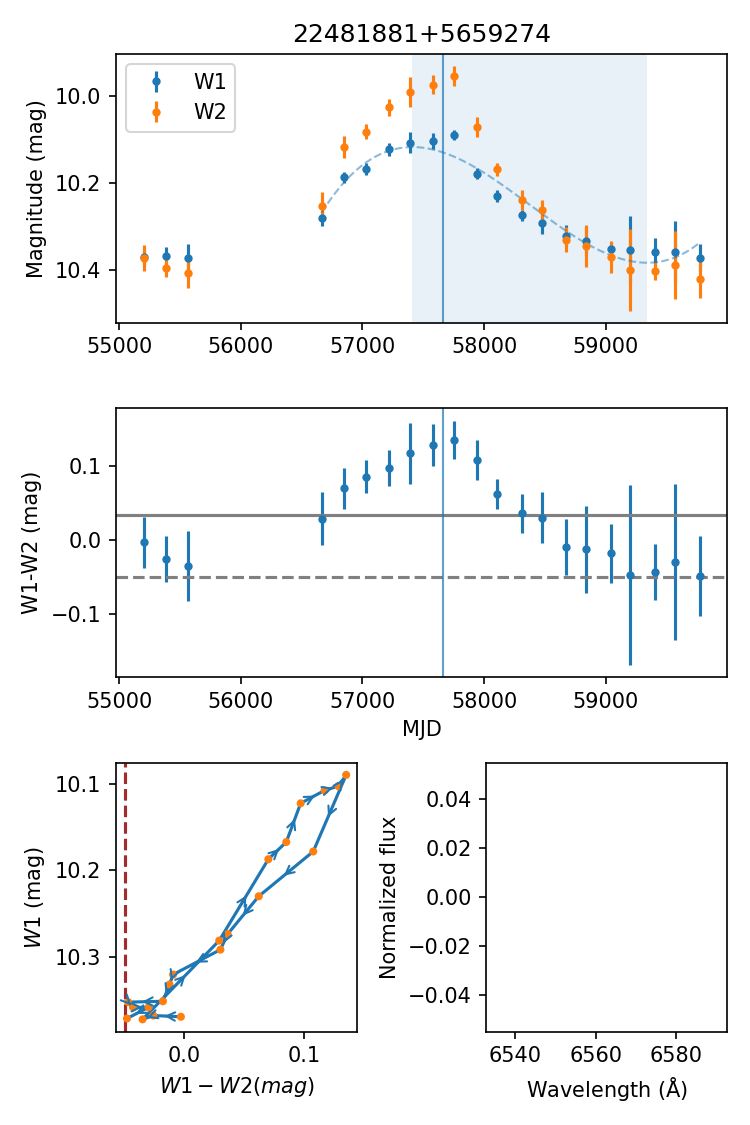 22481881+5659274
W1
W2
Magnitude (mag)
10.0
10.2
10.4
55000 56000 57000 58000 59000
W1-W2 (mag)
0.1
0.0
−0.1
55000 56000 57000 58000 59000
MJD
W1 (mag)
10.1
10.2
10.3
0.0 0.1
W1 − W2(mag)
Normalized flux
0.04
0.02
0.00
−0.02
−0.04
6540 6560 6580
Wavelength (Å)